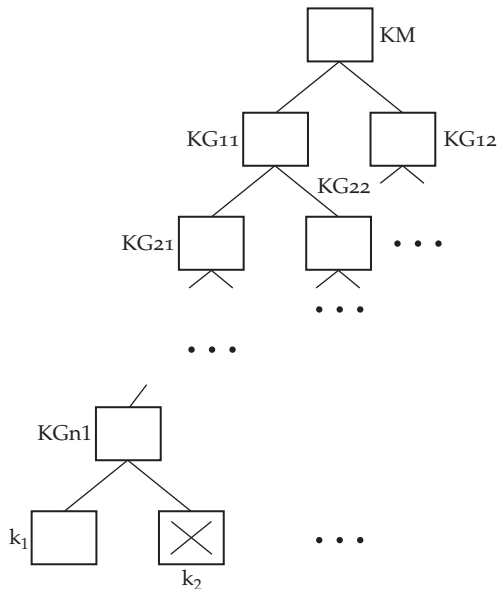 KM
KG11
KG12
KG22
KG21
• • •
• • •
• • •
KGn1
k₁
• • •
k₂